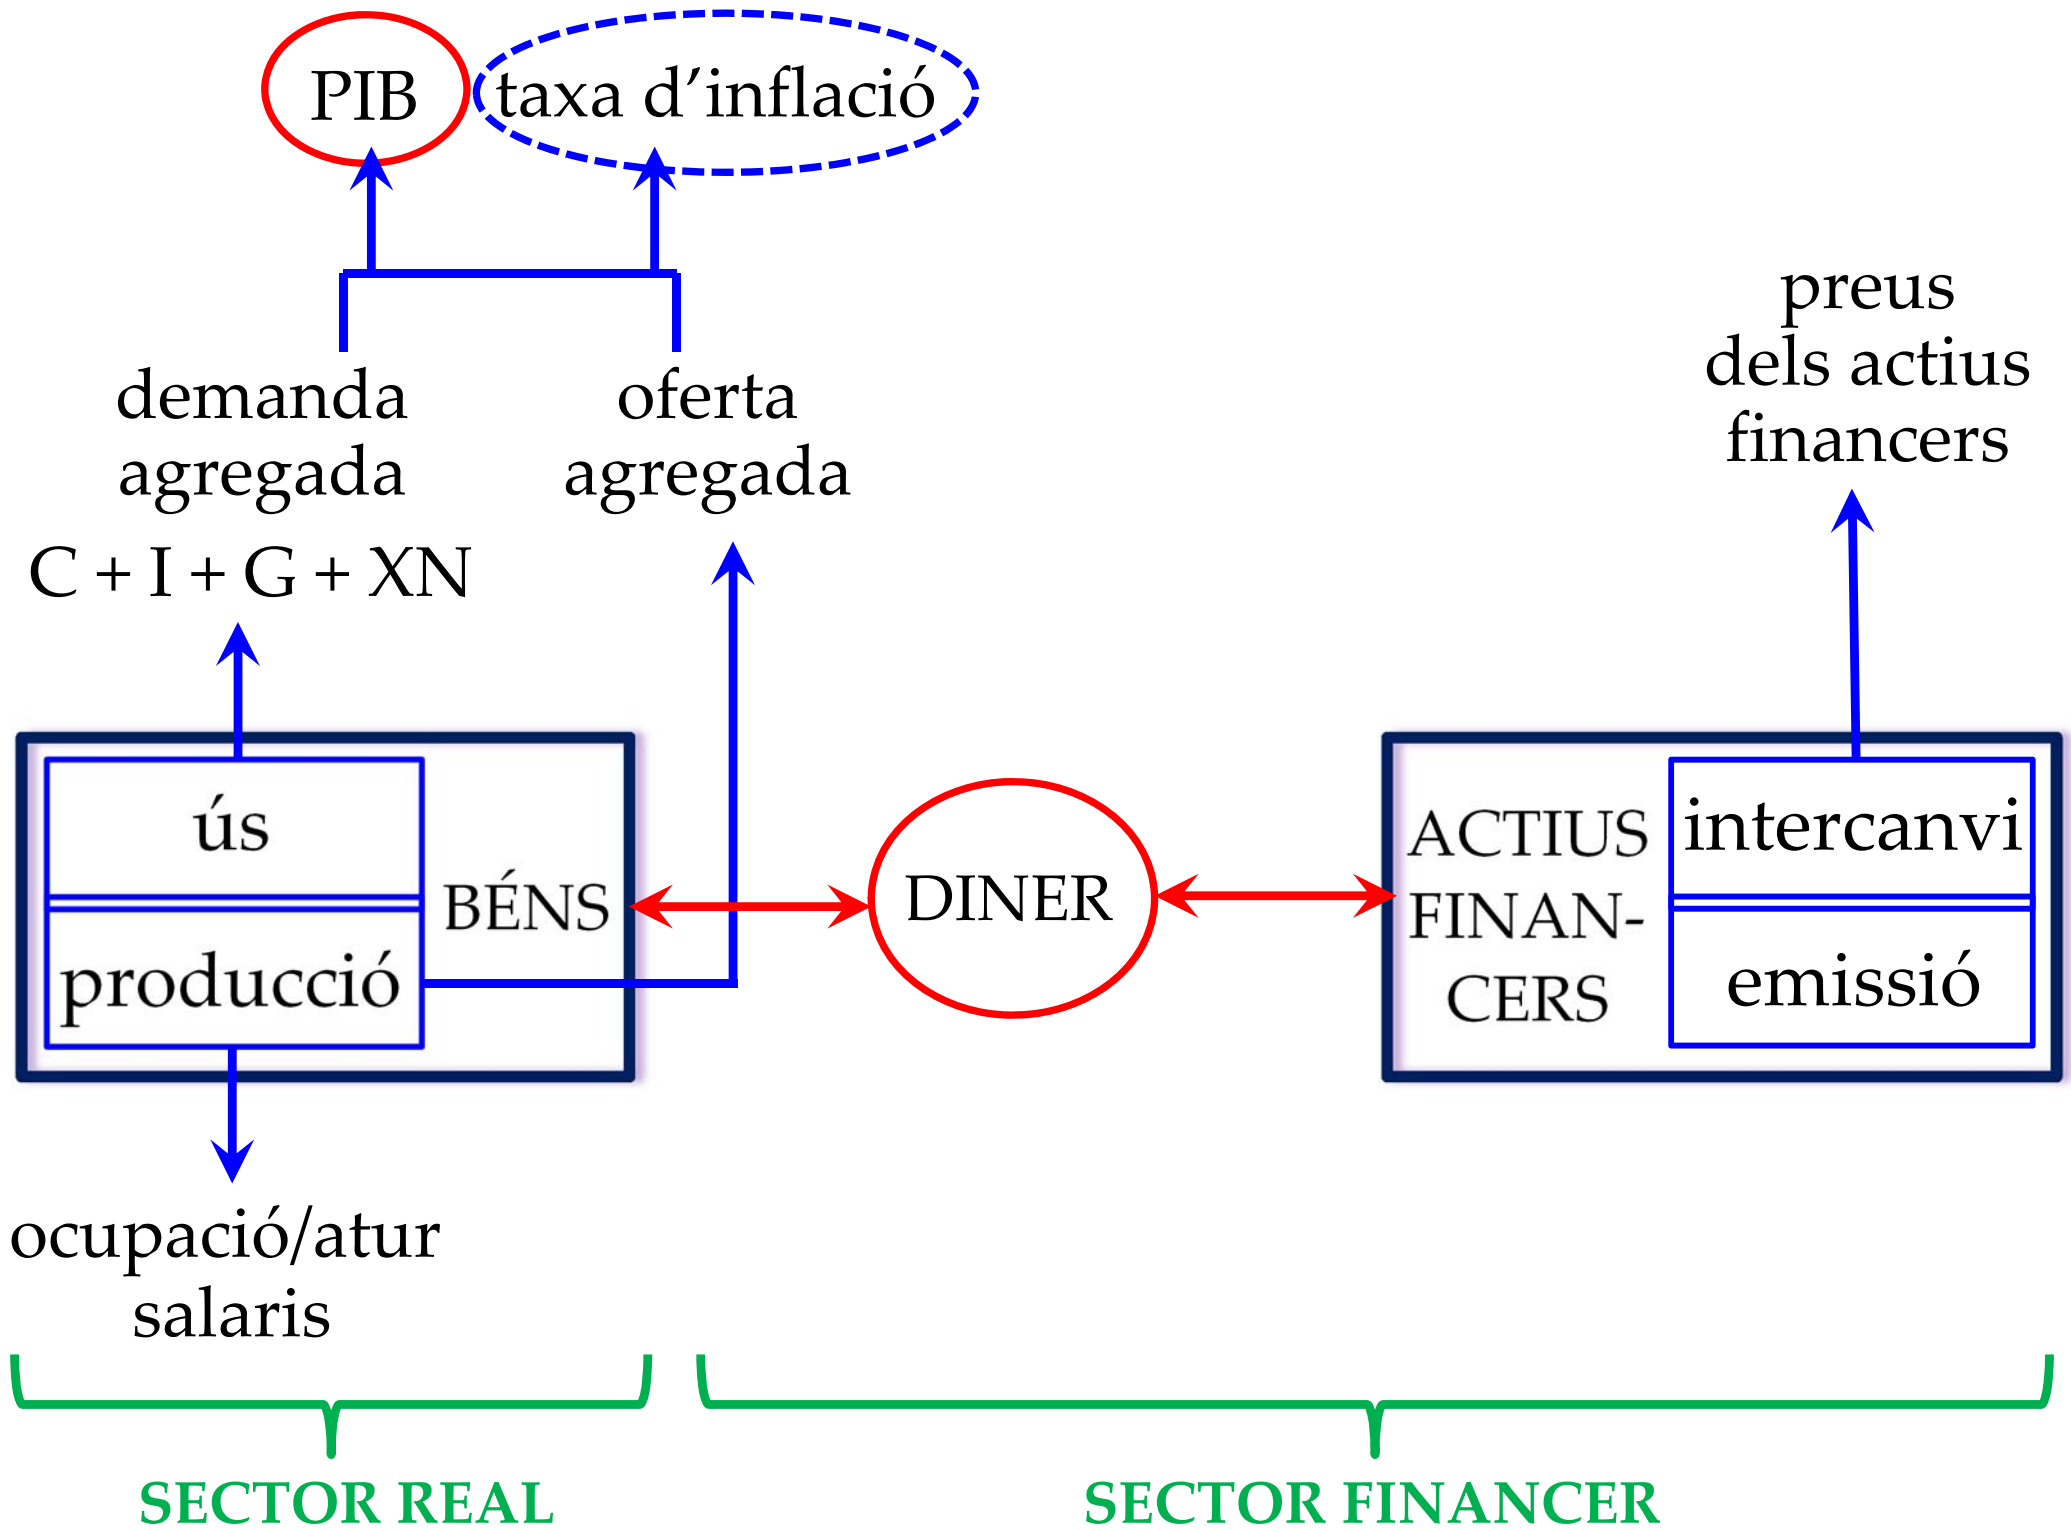 PIB
taxa d’inflació
demanda
agregada
C + I + G + XN
oferta
agregada
preus
dels actius
financers
ús
producció
BÉNS
DINER
ACTIUS
FINAN-
CERS
intercanvi
emissió
ocupació/atur
salaris
SECTOR REAL
SECTOR FINANCER